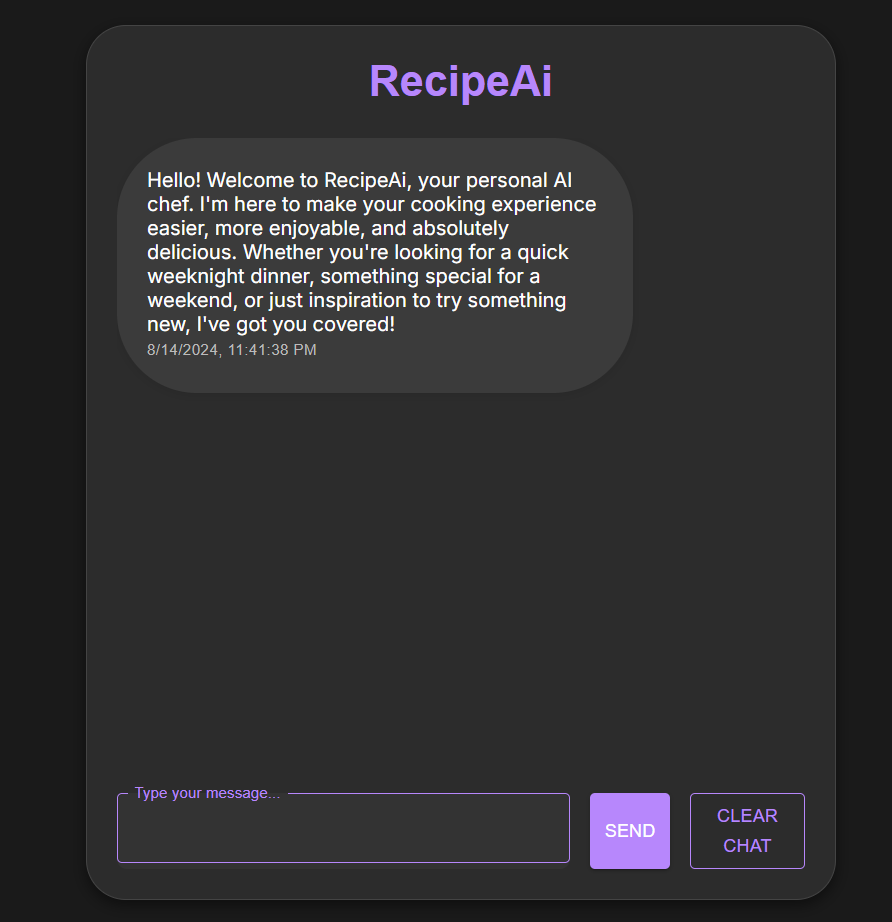 RecipeAi
Hello! Welcome to RecipeAi, your personal AI
chef. I'm here to make your cooking experience
easier, more enjoyable, and absolutely
delicious. Whether you're looking for a quick
weeknight dinner, something special for a
weekend, or just inspiration to try something
new, I've got you covered!
8/14/2024, 11:41:38 PM
Type your message...
SEND
CLEAR
CHAT